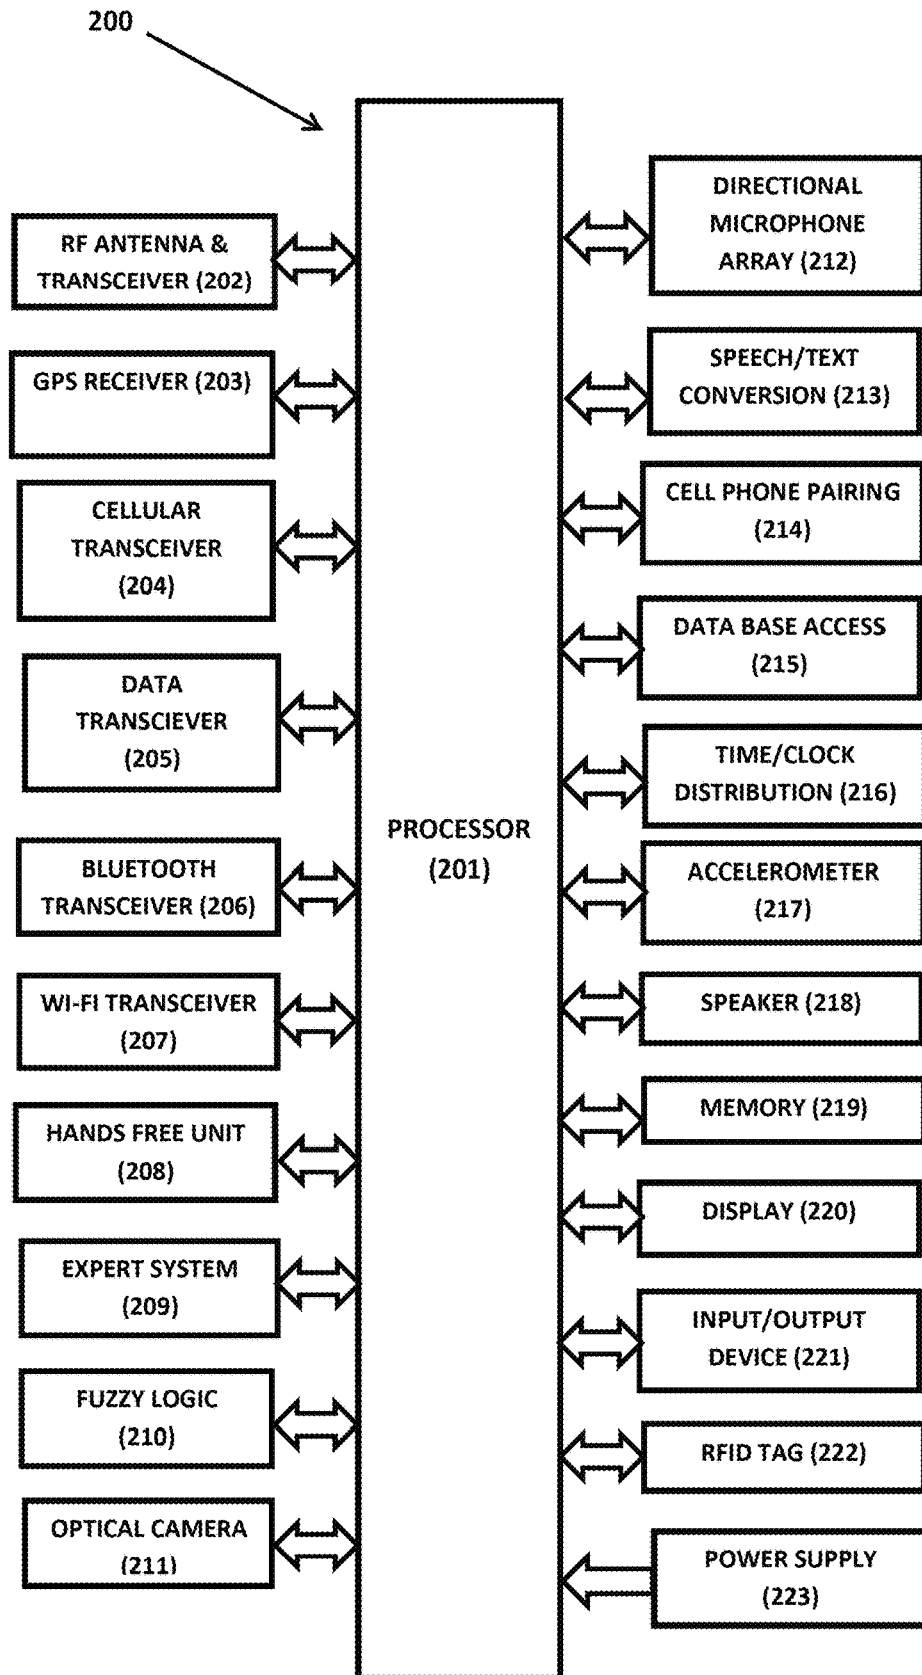 200
RF ANTENNA &
TRANSCEIVER (202)
GPS RECEIVER (203)
CELLULAR
TRANSCEIVER
(204)
DATA
TRANSCIEVER
(205)
BLUETOOTH
TRANSCEIVER (206)
WI-FI TRANSCEIVER
(207)
HANDS FREE UNIT
(208)
EXPERT SYSTEM
(209)
FUZZY LOGIC
(210)
OPTICAL CAMERA
(211)
PROCESSOR
(201)
DIRECTIONAL
MICROPHONE
ARRAY (212)
SPEECH/TEXT
CONVERSION (213)
CELL PHONE PAIRING
(214)
DATA BASE ACCESS
(215)
TIME/CLOCK
DISTRIBUTION (216)
ACCELEROMETER
(217)
SPEAKER (218)
MEMORY (219)
DISPLAY (220)
INPUT/OUTPUT
DEVICE (221)
RFID TAG (222)
POWER SUPPLY
(223)